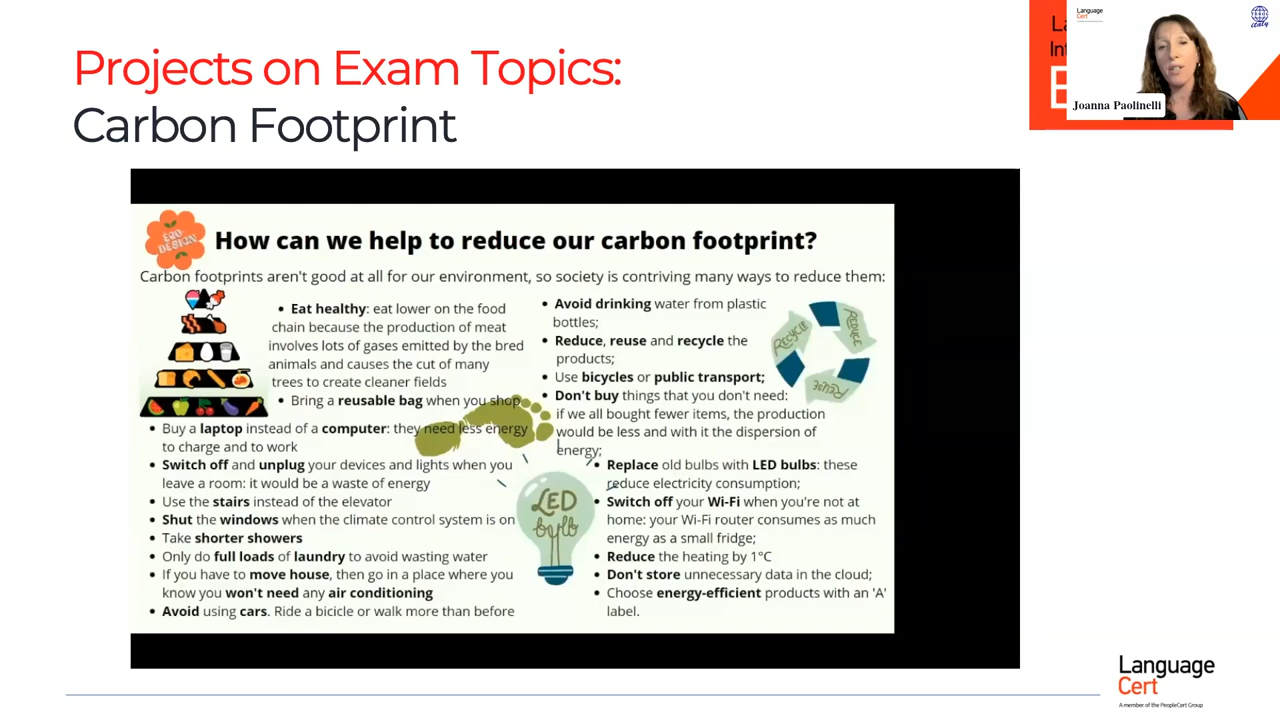 Projects on Exam Topics:
Carbon Footprint
Language
Cert
ITALY
Joanna Paolinelli
ECO-
DESIGN
How can we help to reduce our carbon footprint?
Carbon footprints aren't good at all for our environment, so society is contriving many ways to reduce them:
• Eat healthy: eat lower on the food
chain because the production of meat
involves lots of gases emitted by the bred
animals and causes the cut of many
trees to create cleaner fields
• Bring a reusable bag when you shop
• Buy a laptop instead of a computer: they need less energy
to charge and to work
• Switch off and unplug your devices and lights when you
leave a room: it would be a waste of energy
• Use the stairs instead of the elevator
• Shut the windows when the climate control system is on
• Take shorter showers
• Only do full loads of laundry to avoid wasting water
• If you have to move house, then go in a place where you
know you won't need any air conditioning
• Avoid using cars. Ride a bicicle or walk more than before
• Avoid drinking water from plastic
bottles;
• Reduce, reuse and recycle the
products;
• Use bicycles or public transport;
• Don't buy things that you don't need:
if we all bought fewer items, the production
would be less and with it the dispersion of
energy;
RECYCLE
REDUCE
REUSE
LED
bylb
• Replace old bulbs with LED bulbs: these
reduce electricity consumption;
• Switch off your Wi-Fi when you're not at
home: your Wi-Fi router consumes as much
energy as a small fridge;
• Reduce the heating by 1°C
• Don't store unnecessary data in the cloud;
• Choose energy-efficient products with an 'A'
label.
Language
Cert
A member of the PeopleCert Group